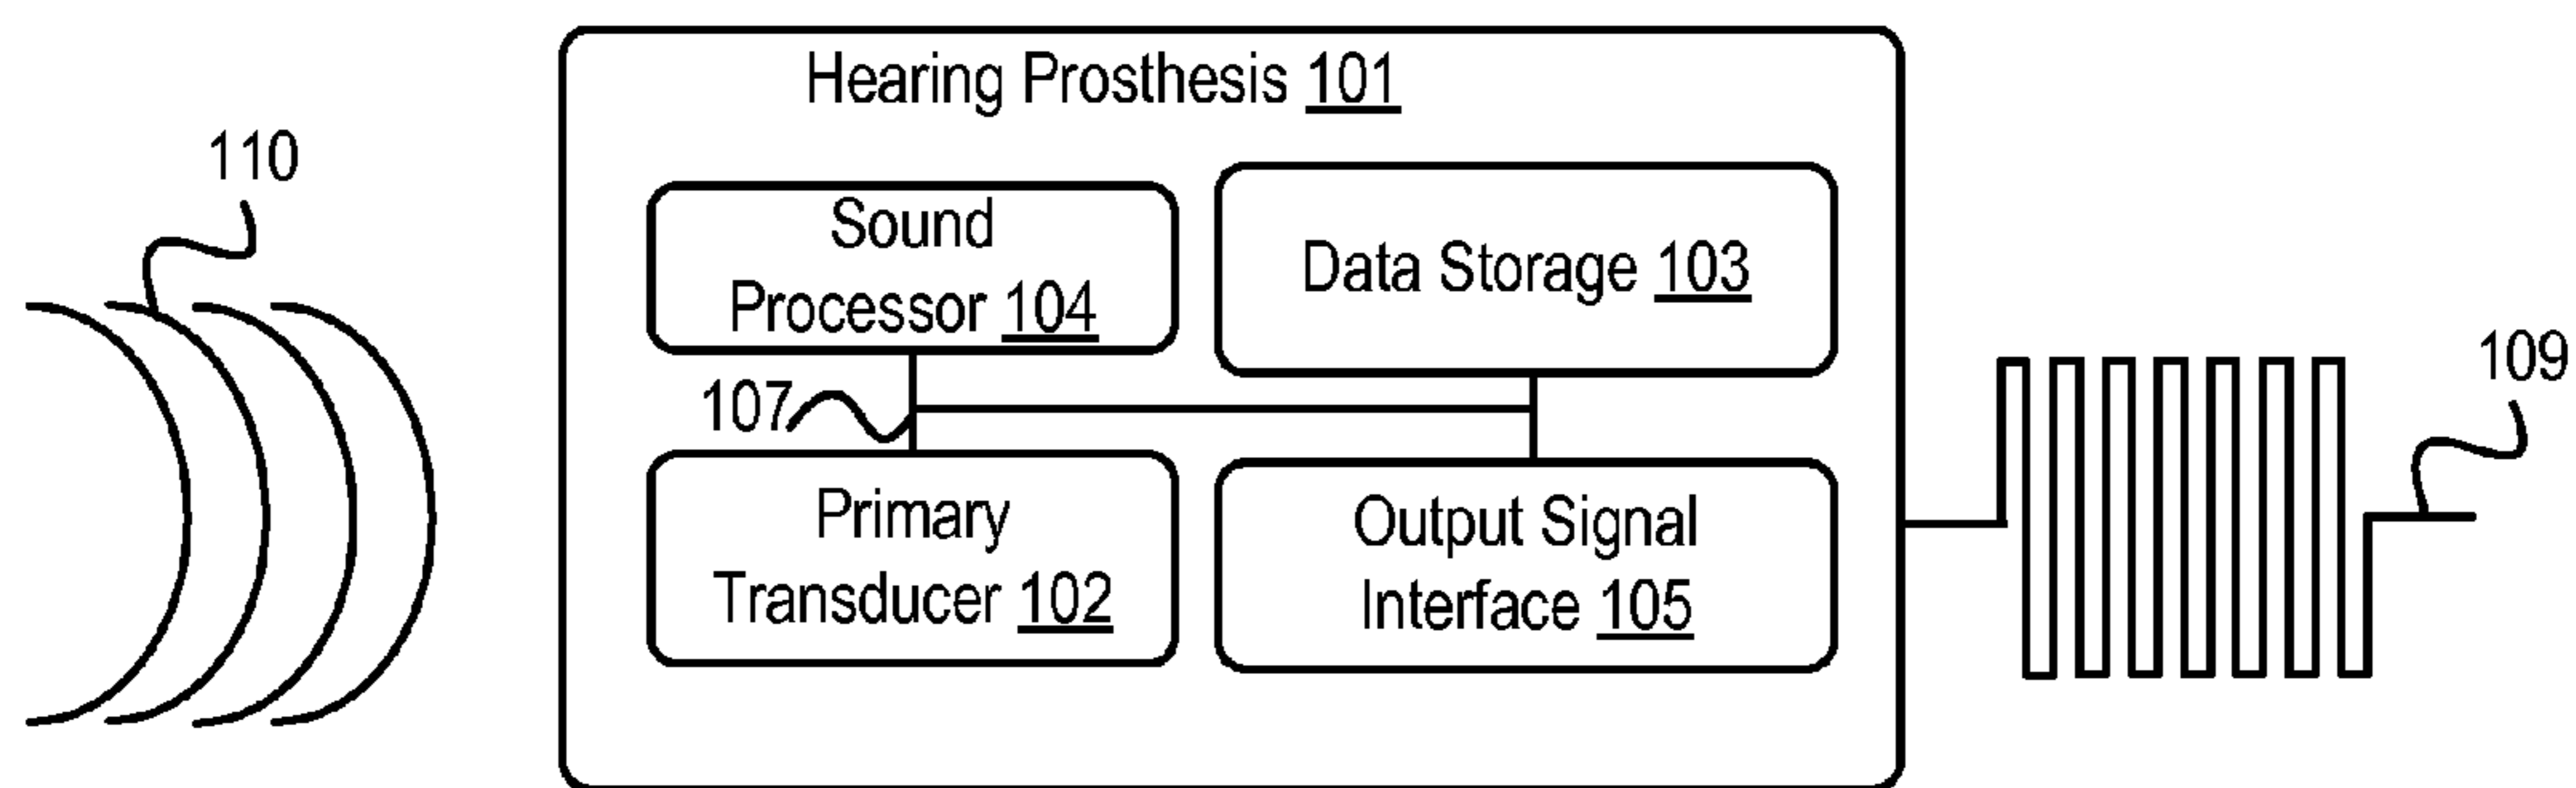 Hearing Prosthesis 101
110
Sound
Processor 104
Data Storage 103
107
109
Primary
Transducer 102
Output Signal
Interface 105